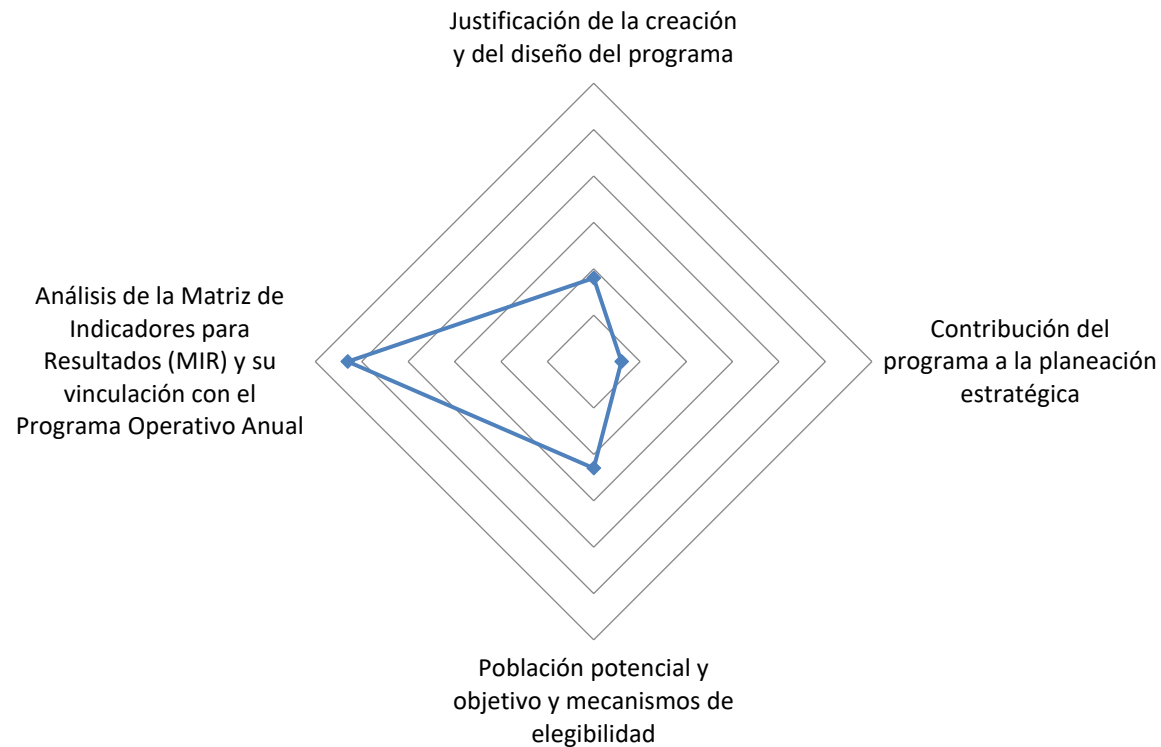 Justificación de la creación
y del diseño del programa
Análisis de la Matriz de
Indicadores para
Resultados (MIR) y su
vinculación con el
Programa Operativo Anual
Contribución del
programa a la planeación
estratégica
Población potencial y
objetivo y mecanismos de
elegibilidad